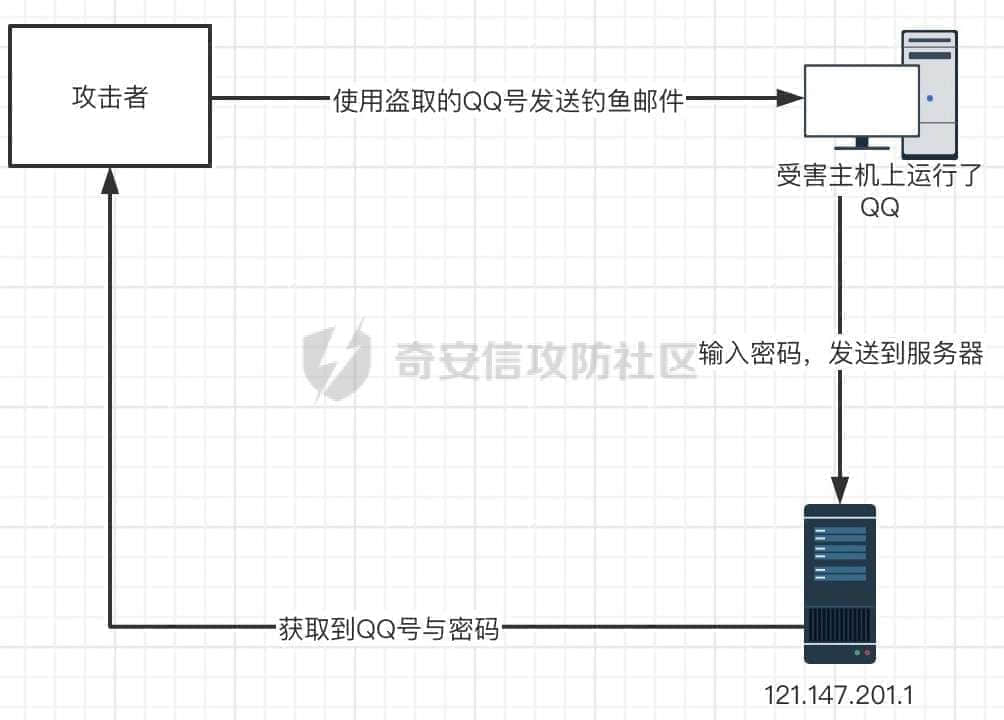 攻击者
使用盗取的QQ号发送钓鱼邮件
受害主机上运行了
QQ
奇安信攻防社区
输入密码，发送到服务器
获取到QQ号与密码
121.147.201.1